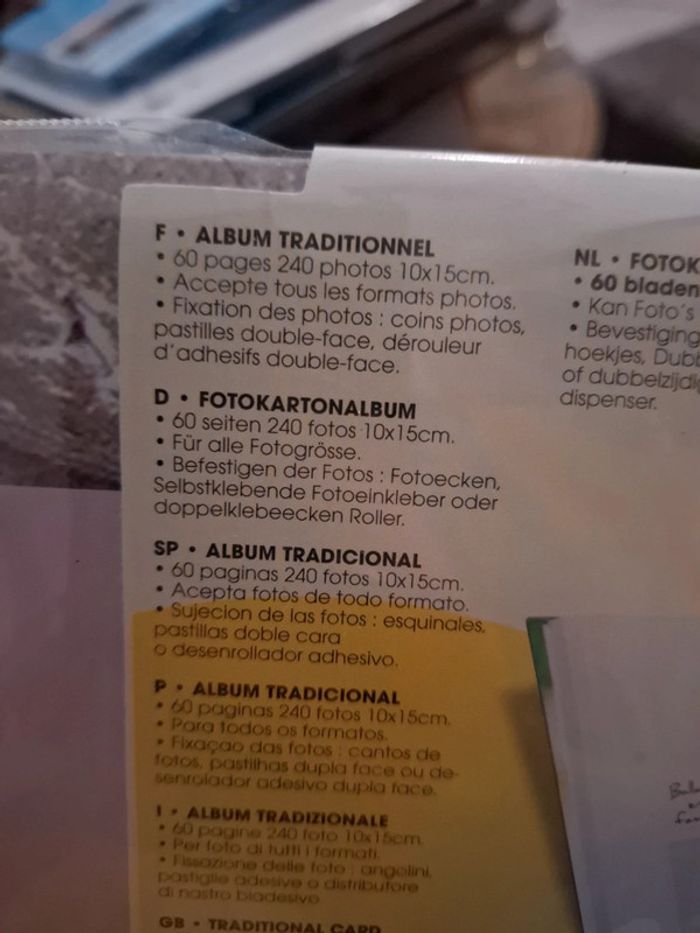 F • ALBUM TRADITIONNEL
• 60 pages 240 photos 10x15cm.
• Accepte tous les formats photos.
• Fixation des photos : coins photos,
pastilles double-face, dérouleur
d'adhesifs double-face.
D • FOTOKARTONALBUM
• 60 seiten 240 fotos 10x15cm.
• Für alle Fotogrösse.
• Befestigen der Fotos : Fotoecken,
Selbstklebende Fotoeinkleber oder
doppelklebeecken Roller.
SP • ALBUM TRADICIONAL
• 60 paginas 240 fotos 10x15cm.
• Acepta fotos de todo formato.
• Sujecion de las fotos : esquinales,
pastillas doble cara
o desenrollador adhesivo.
P • ALBUM TRADICIONAL
• 60 paginas 240 fotos 10x15cm.
• Para todos os formatos.
• Fixaçao das fotos : cantos de
fotos, pastilhas dupla face ou de-
senrolador adesivo dupla face.
I • ALBUM TRADIZIONALE
• 60 pagine 240 foto 10x15cm.
• Per foto di tutti i formati.
• Fissazione delle foto : angolini,
pastiglie adesive o distributore
di nastro biadesivo
GB • TRADITIONAL CARD
NL • FOTOK
• 60 bladen
• Kan Foto's
• Bevestiging
hoekjes, Dubb
of dubbelzijdig
dispenser.